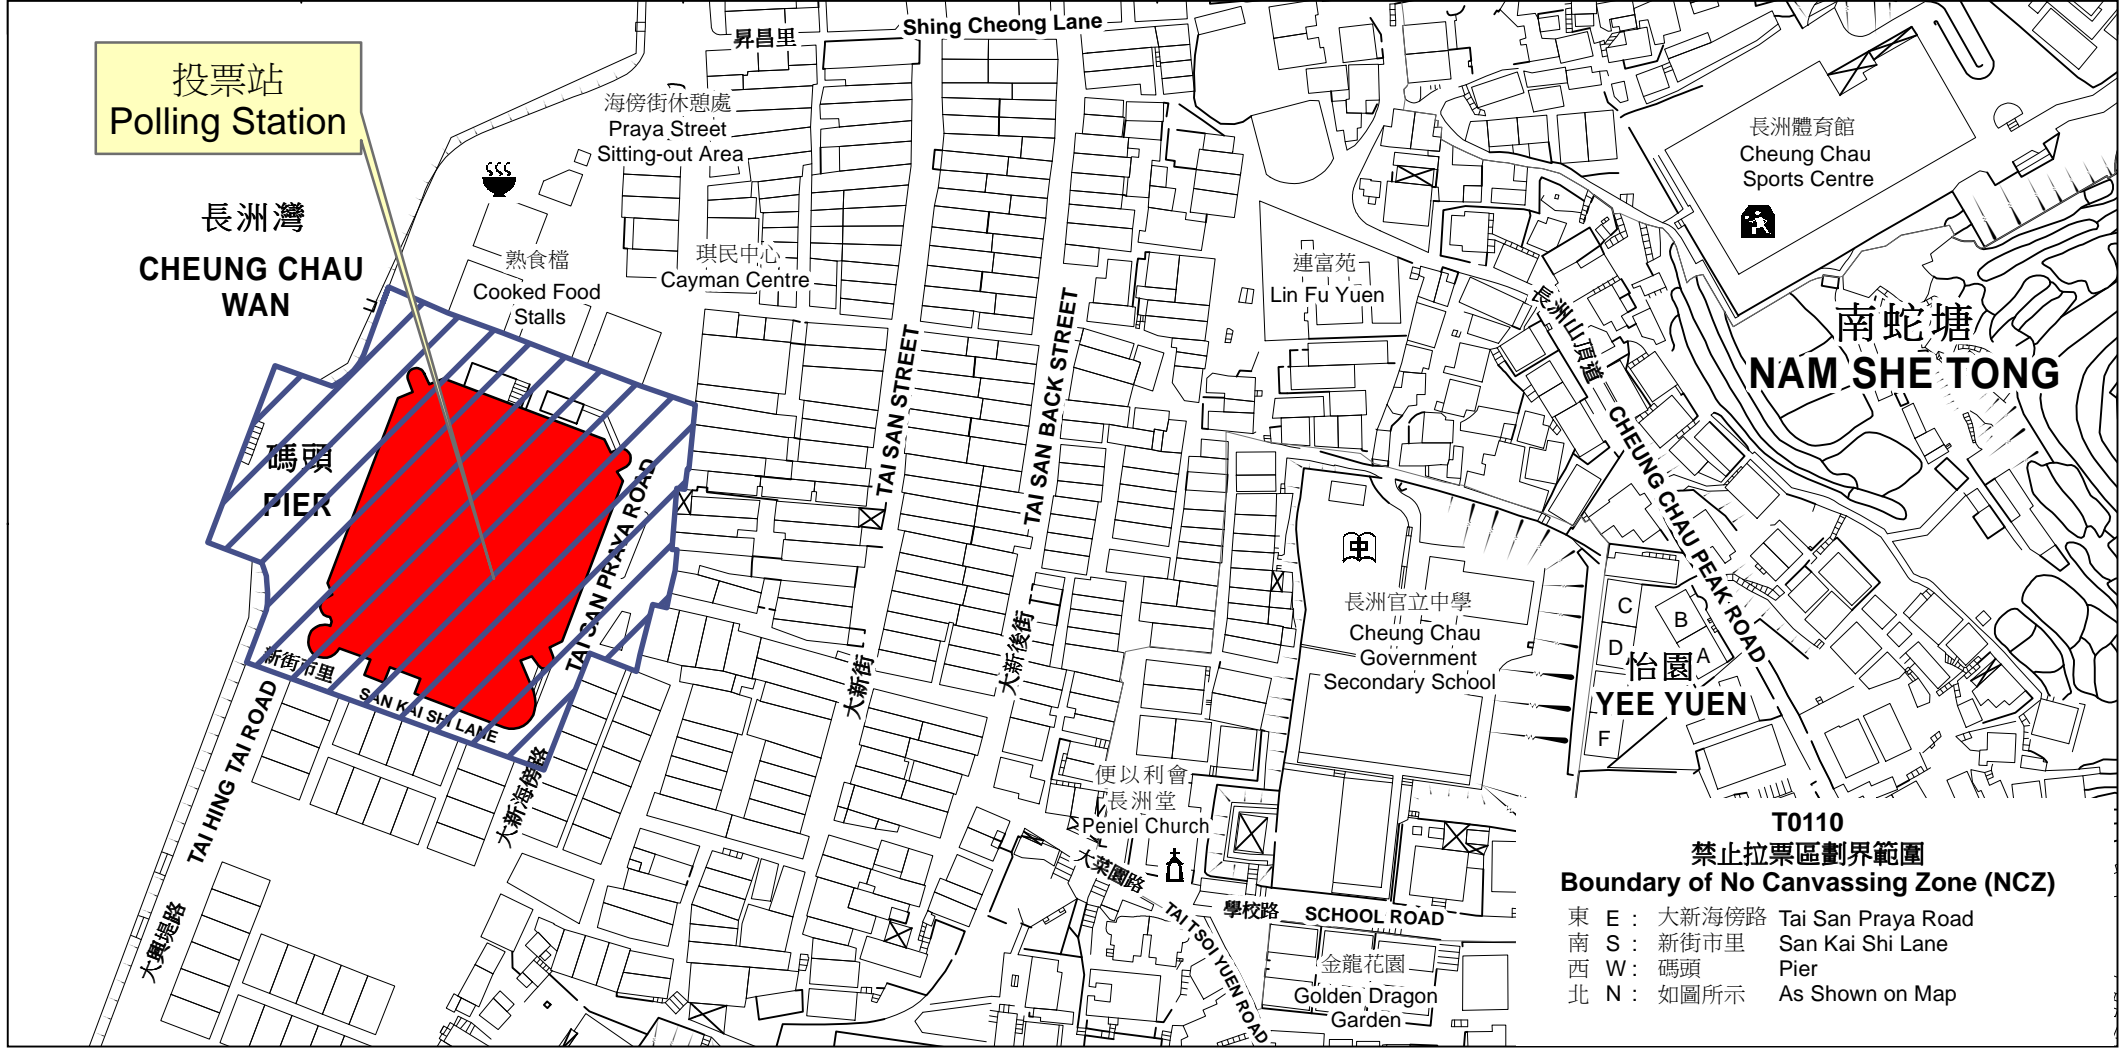 昇昌里
Shing Cheong Lane
投票站
Polling Station
海傍街休憩處
Praya Street
Sitting-out Area
長洲體育館
Cheung Chau
Sports Centre
長洲灣
CHEUNG CHAU
WAN
熟食檔
Cooked Food
Stalls
琪民中心
Cayman Centre
連富苑
Lin Fu Yuen
長洲山頂道
CHEUNG CHAU PEAK ROAD
南蛇塘
NAM SHE TONG
TAI SAN STREET
TAI SAN BACK STREET
碼頭
PIER
TAI SAN PRAYA ROAD
中
長洲官立中學
Cheung Chau
Government
Secondary School
C
B
D
A
怡園
YEE YUEN
F
新街市里
SAN KAI SHI LANE
大新街
大新後街
TAI HING TAI ROAD
大新海傍路
便以利會
長洲堂
Peniel Church
大菜園路
TAI TSOI YUEN ROAD
學校路
SCHOOL ROAD
大興堤路
金龍花園
Golden Dragon
Garden
T0110
禁止拉票區劃界範圍
Boundary of No Canvassing Zone (NCZ)
東 E : 大新海傍路 Tai San Praya Road
南 S : 新街市里 San Kai Shi Lane
西 W : 碼頭 Pier
北 N : 如圖所示 As Shown on Map